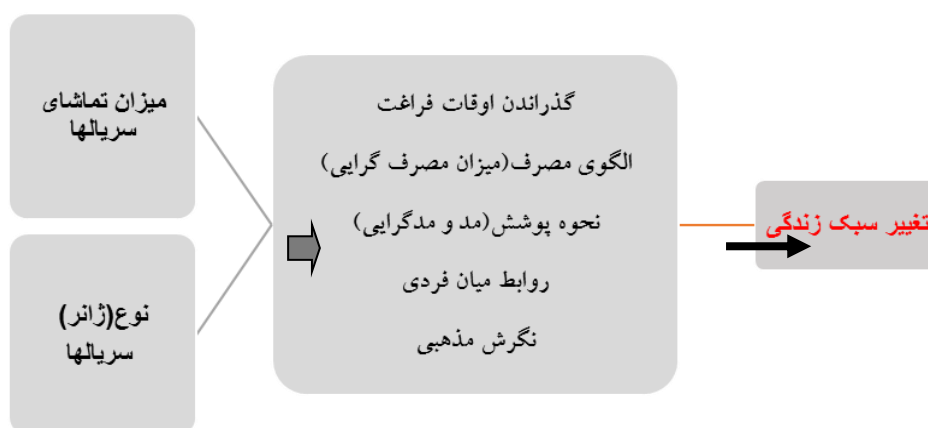 میزان تماشای
سریالها
نوع(ژانر)
سریالها
گذراندن اوقات فراغت
الگوی مصرف(میزان مصرف گرایی)
نحوه پوشش(مد و مدگرایی)
روابط میان فردی
نگرش مذهبی
تغییر سبک زندگی